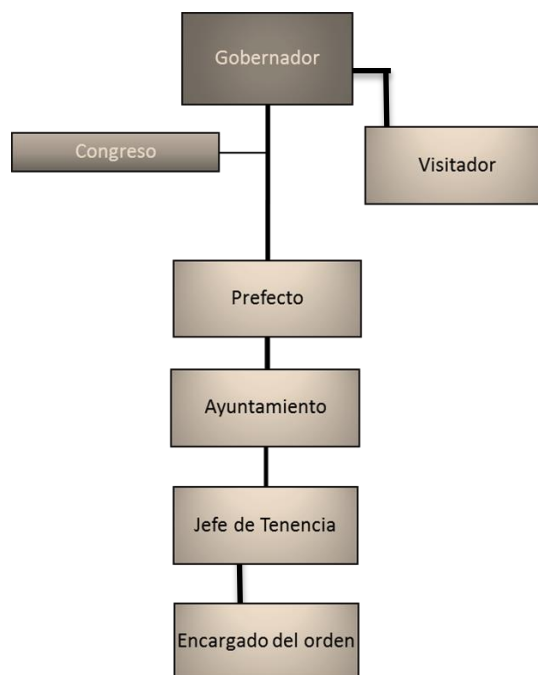 Gobernador
Congreso
Visitador
Prefecto
Ayuntamiento
Jefe de Tenencia
Encargado del orden